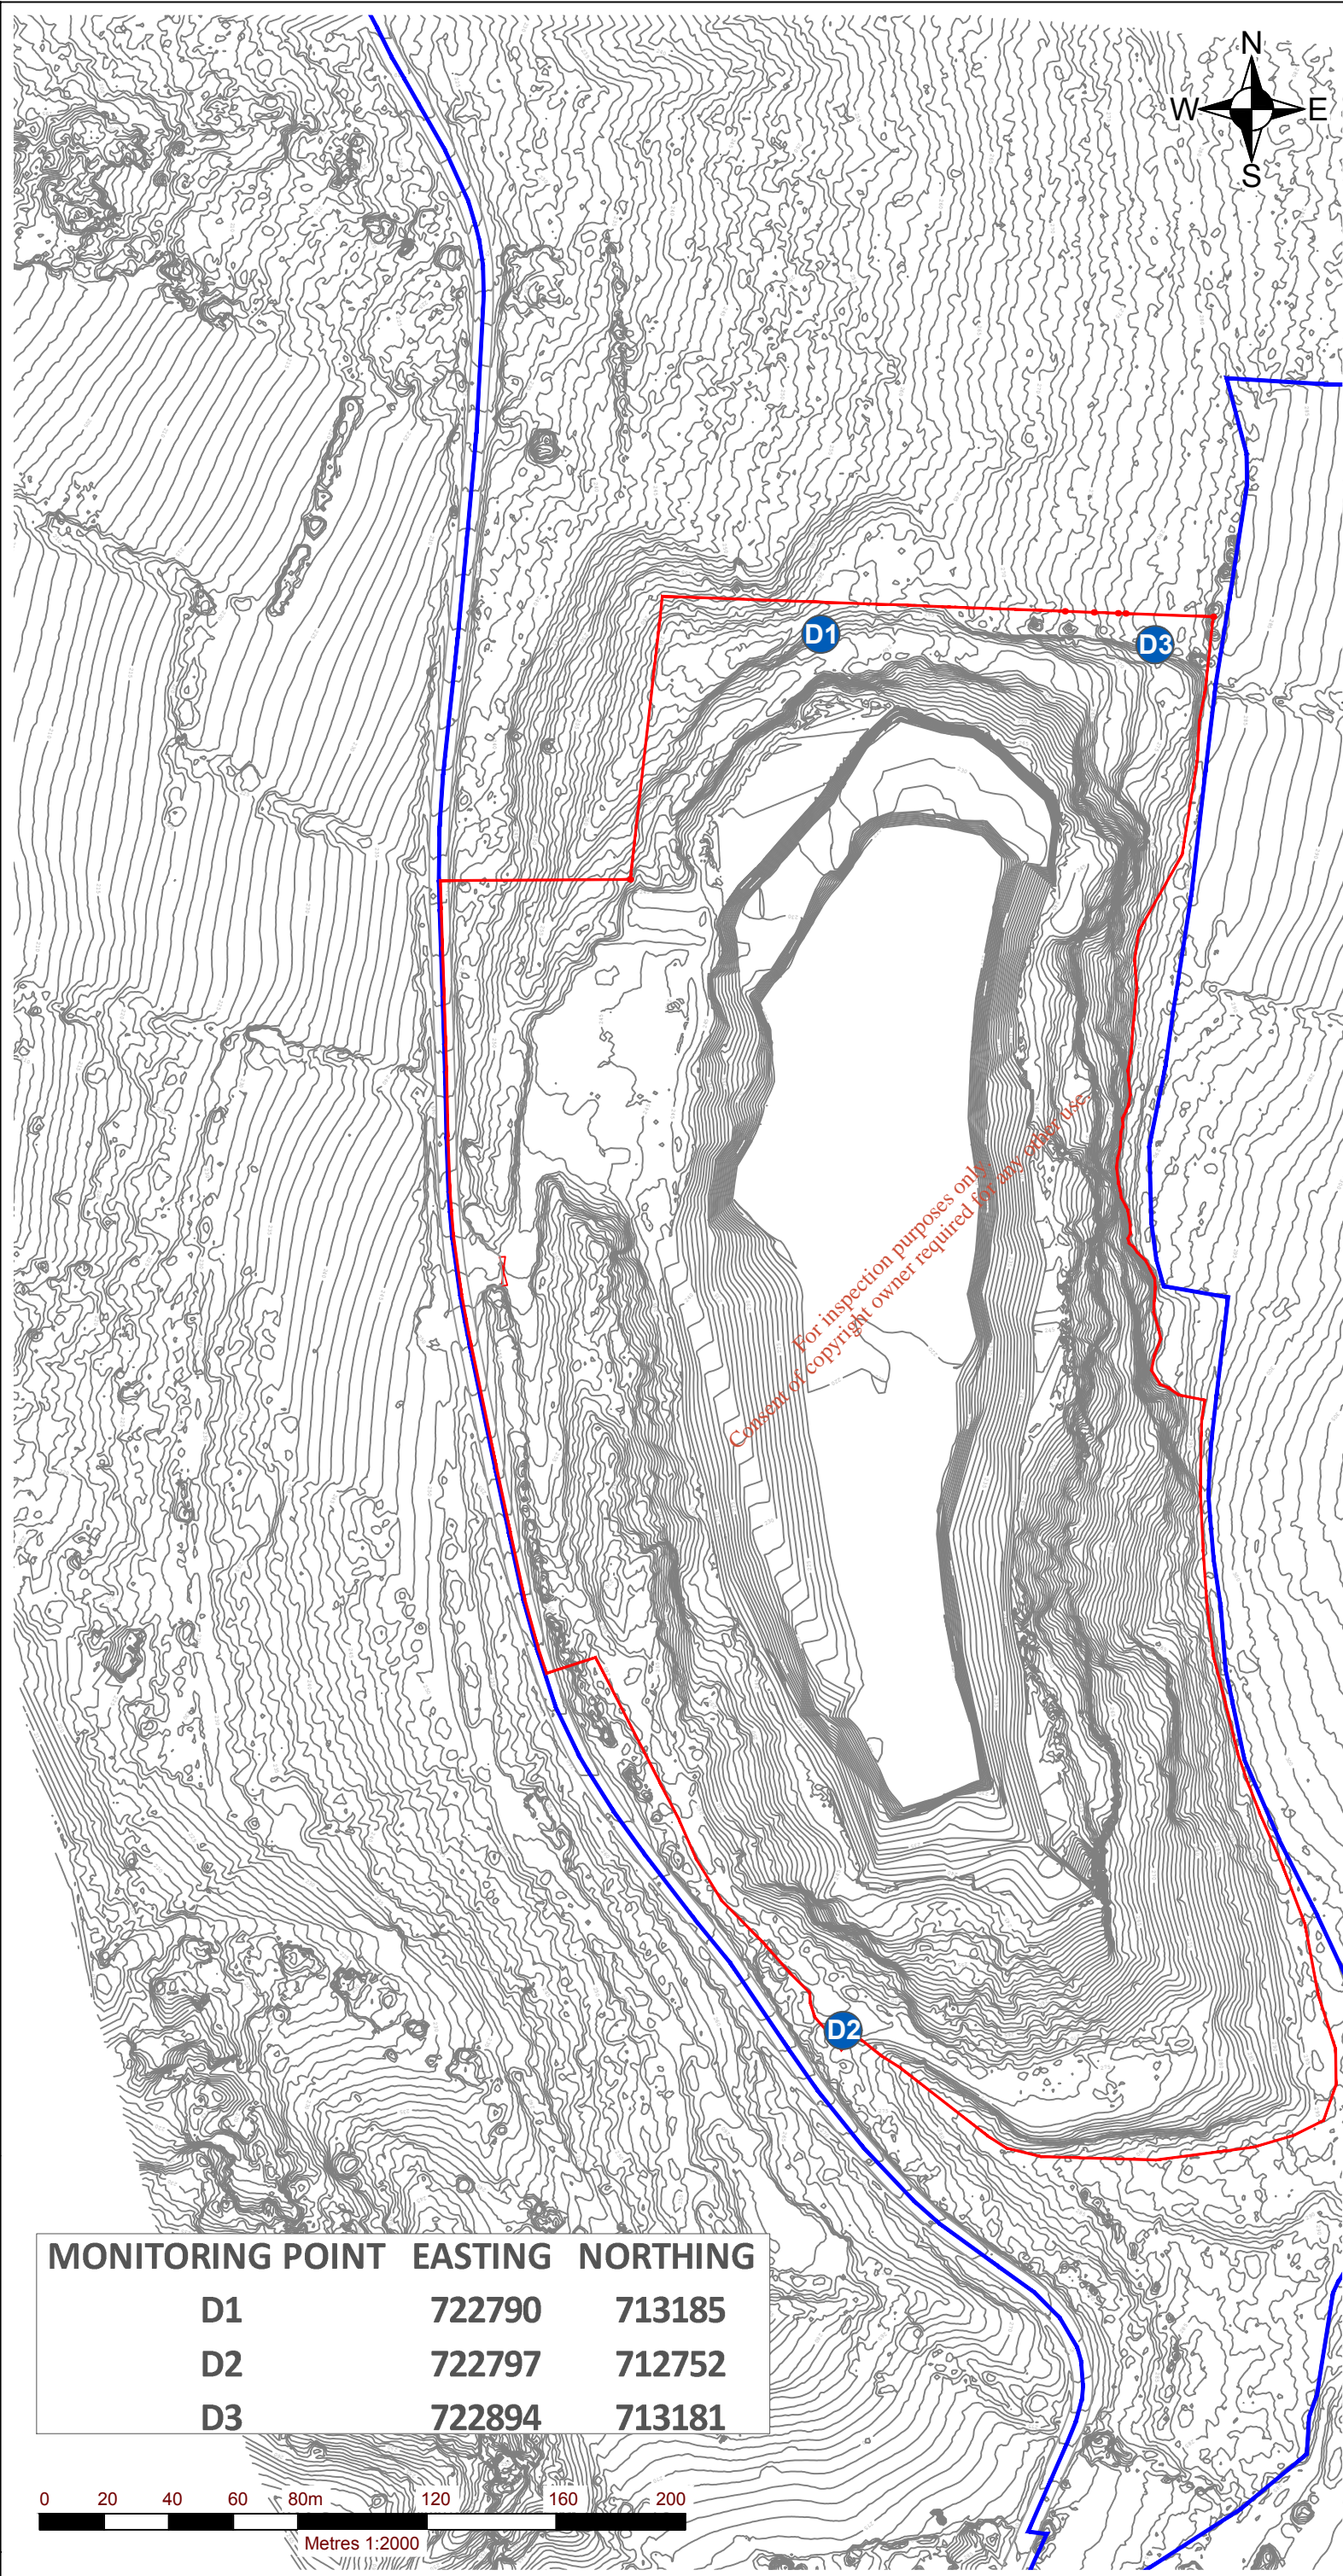 N
W E
S
D1
D3
For inspection purposes only.
Consent of copyright owner required for any other use.
D2
MONITORING POINT EASTING NORTHING
D1 722790 713185
D2 722797 712752
D3 722894 713181
0 20 40 60 80m 120 160 200
Metres 1:2000